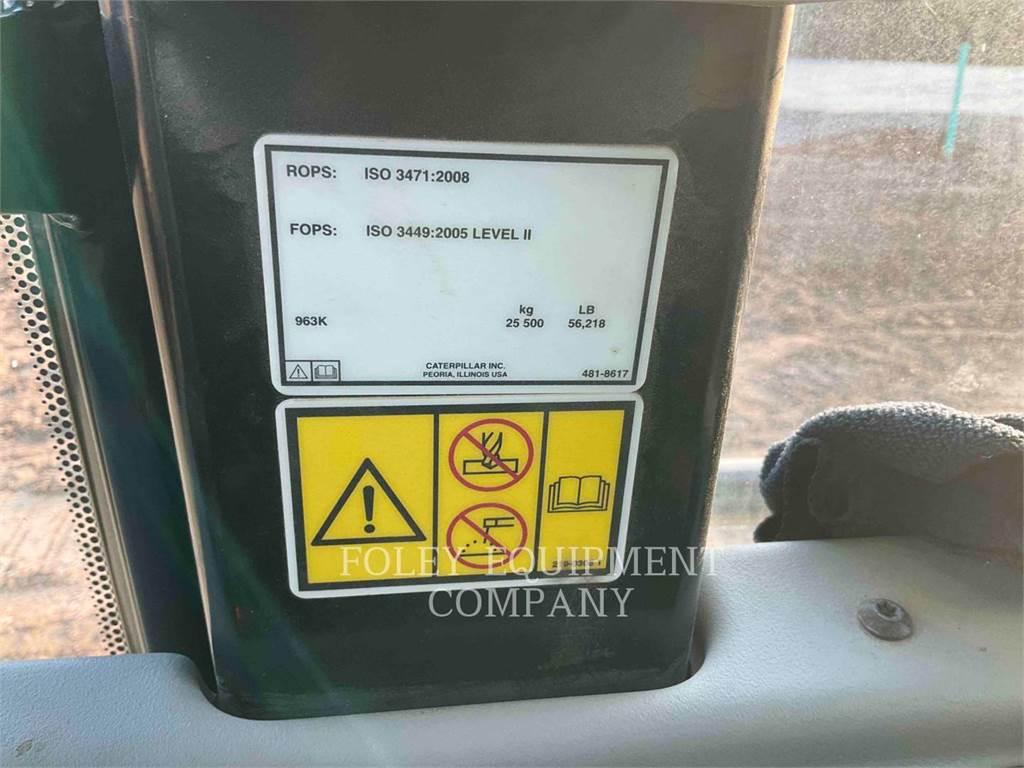 ROPS: ISO 3471:2008
FOPS: ISO 3449:2005 LEVEL II
kg LB
963K 25 500 56,218
CATERPILLAR INC.
PEORIA, ILLINOIS USA 481-8617
FOLEY EQUIPMENT
COMPANY